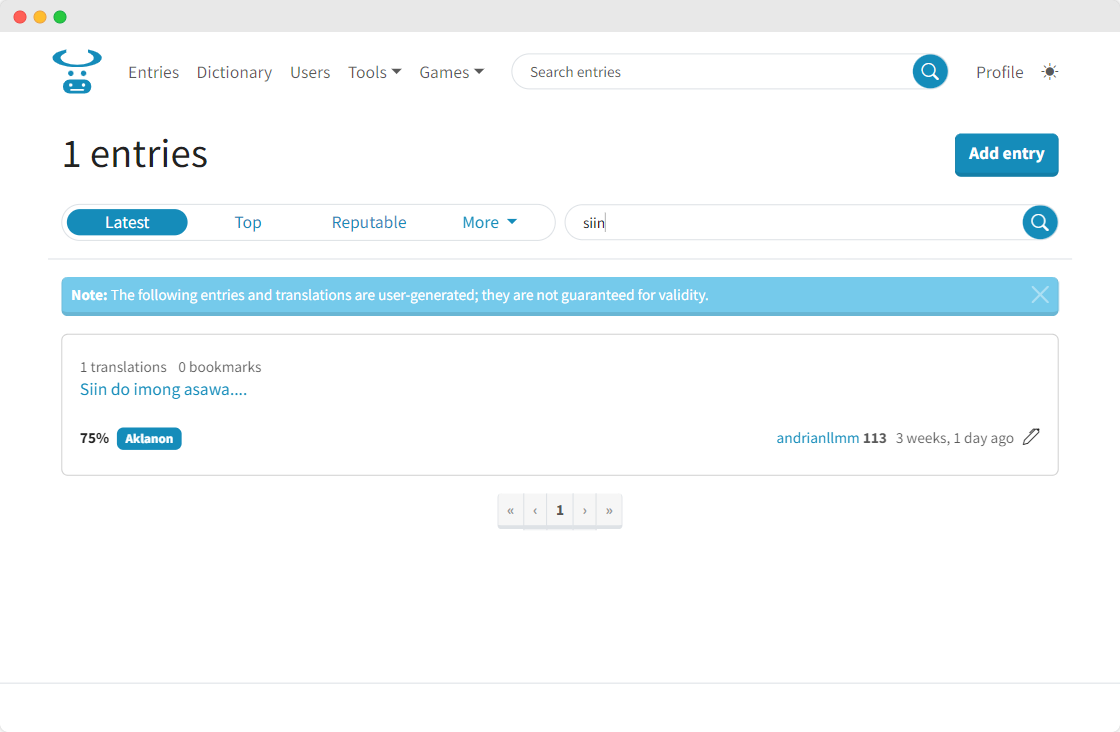 Entries Dictionary Users Tools Games Search entries Profile
1 entries Add entry
Latest Top Reputable More siin
Note: The following entries and translations are user-generated; they are not guaranteed for validity.
1 translations 0 bookmarks
Siin do imong asawa....
75% Aklanon andrianllmm 113 3 weeks, 1 day ago
« ‹ 1 › »